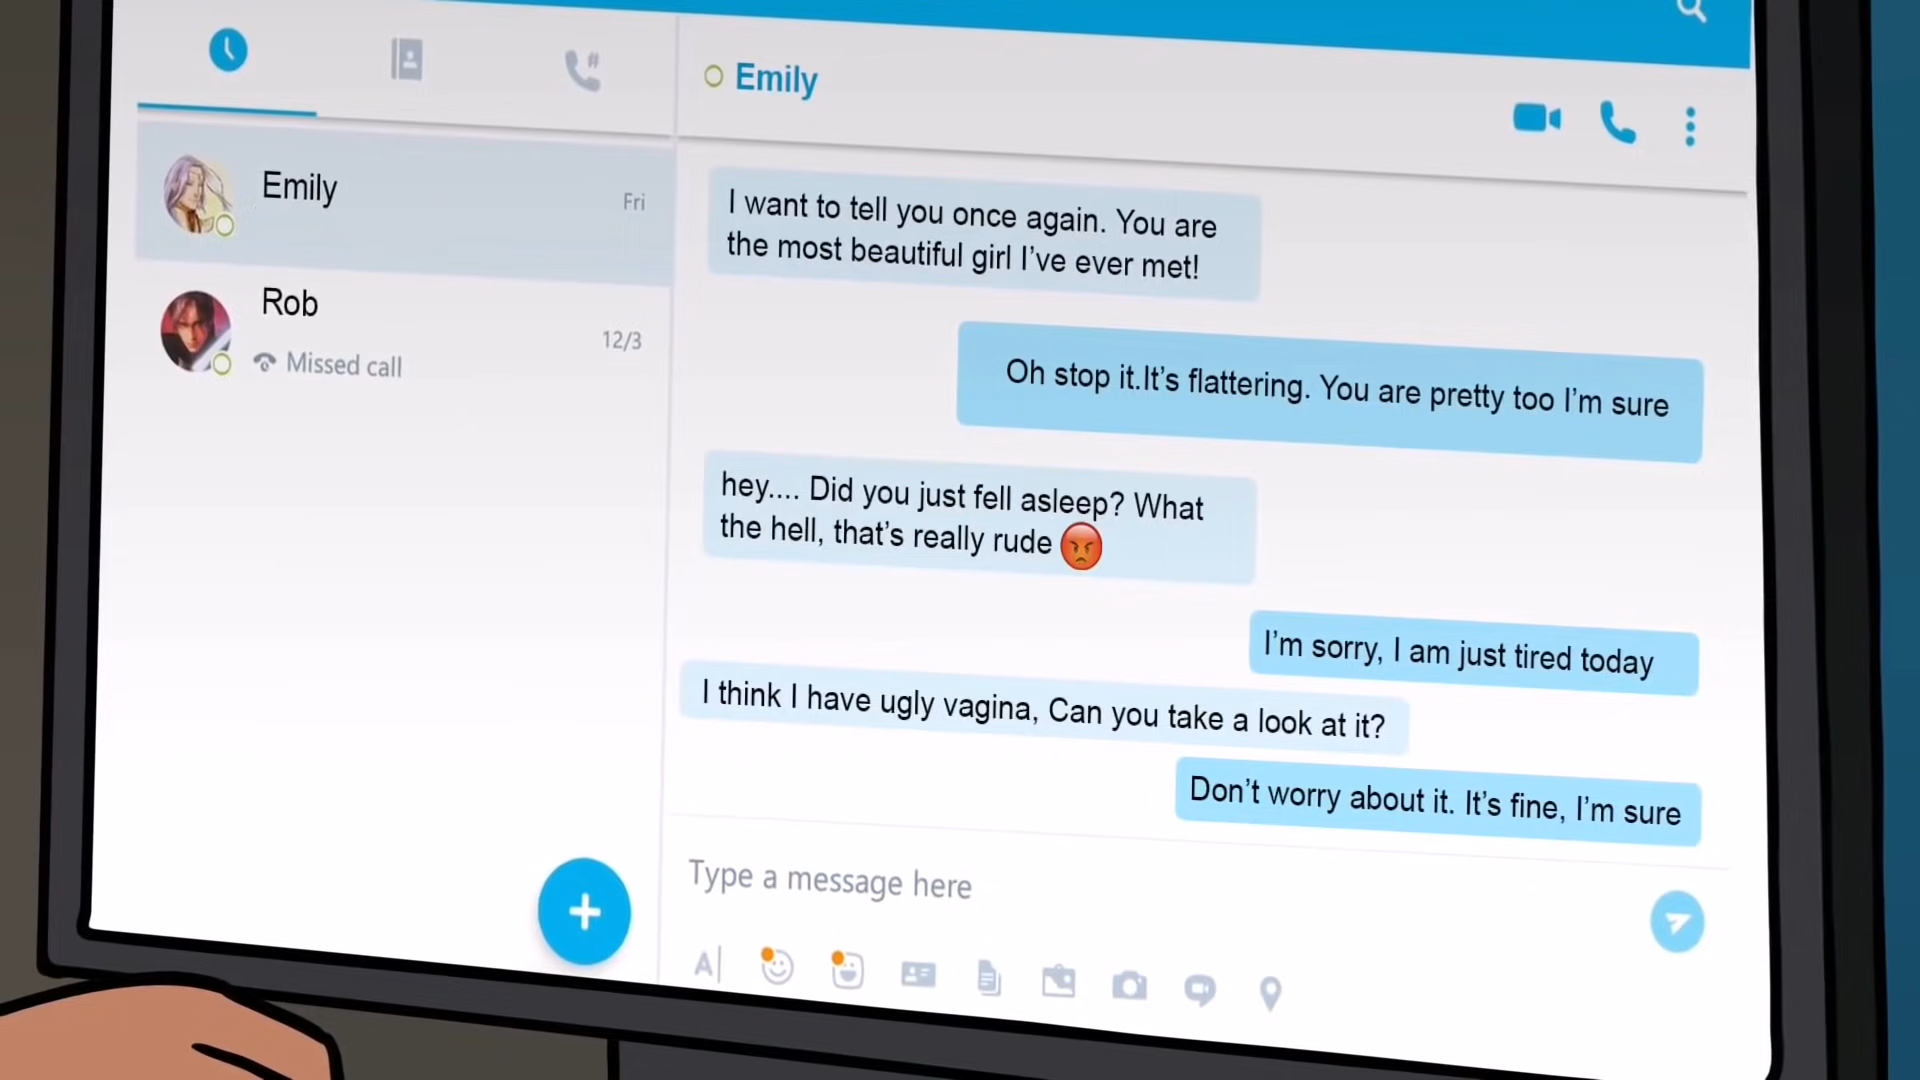 Emily
Fri
Rob
12/3
Missed call
Emily
I want to tell you once again. You are
the most beautiful girl I've ever met!
Oh stop it.It's flattering. You are pretty too I'm sure
hey.... Did you just fell asleep? What
the hell, that's really rude 😡
I'm sorry, I am just tired today
I think I have ugly vagina, Can you take a look at it?
Don't worry about it. It's fine, I'm sure
Type a message here
A|